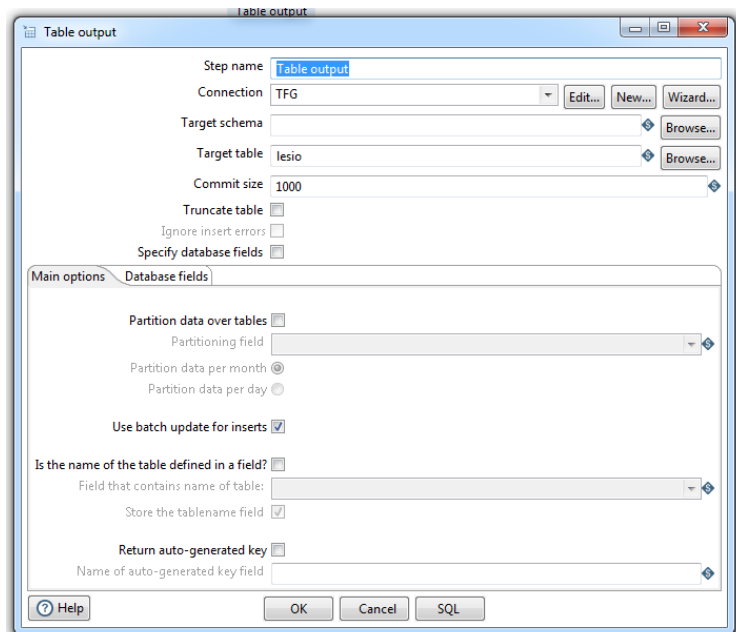 Table output
Table output
Step name Table output
Connection TFG Edit... New... Wizard...
Target schema Browse...
Target table lesio Browse...
Commit size 1000
Truncate table
Ignore insert errors
Specify database fields
Main options Database fields
Partition data over tables
Partitioning field
Partition data per month
Partition data per day
Use batch update for inserts
Is the name of the table defined in a field?
Field that contains name of table:
Store the tablename field
Return auto-generated key
Name of auto-generated key field
Help OK Cancel SQL